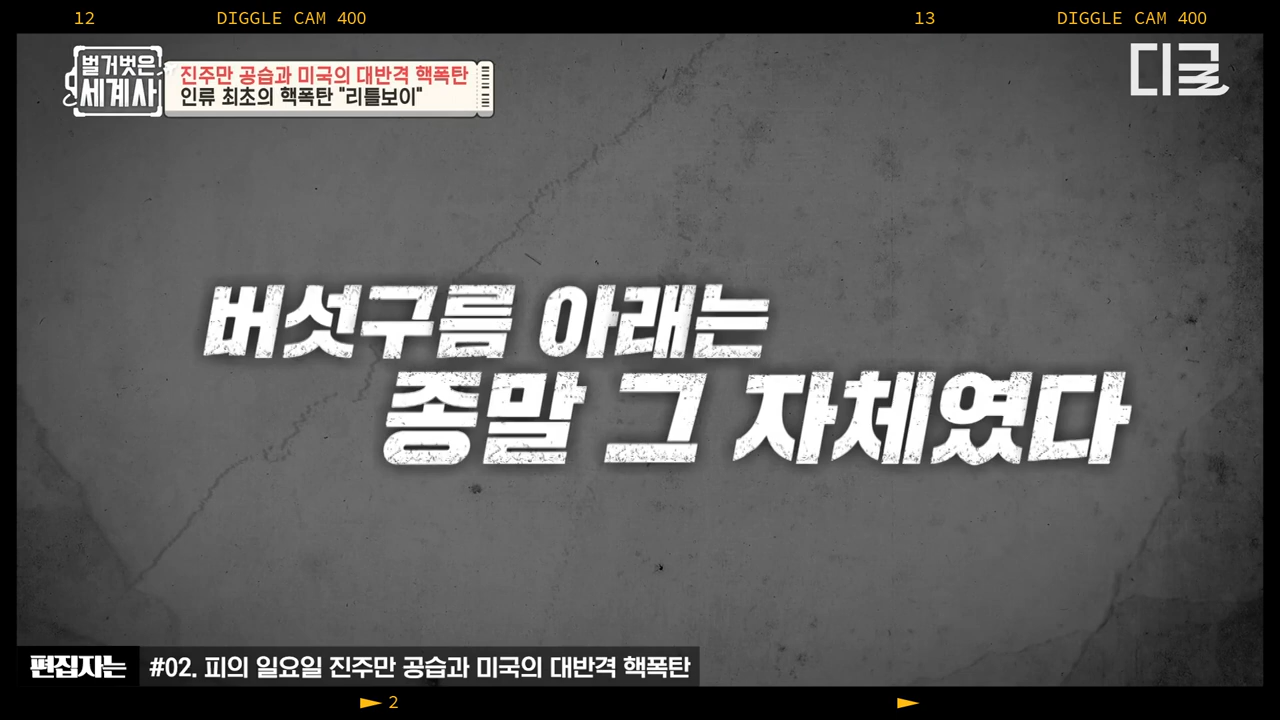 12 DIGGLE CAM 400 13 DIGGLE CAM 400
벌거벗은
세계사
진주만 공습과 미국의 대반격 핵폭탄
인류 최초의 핵폭탄 "리틀보이"
디글
버섯구름 아래는
종말 그 자체였다
편집자는 #02. 피의 일요일 진주만 공습과 미국의 대반격 핵폭탄
2